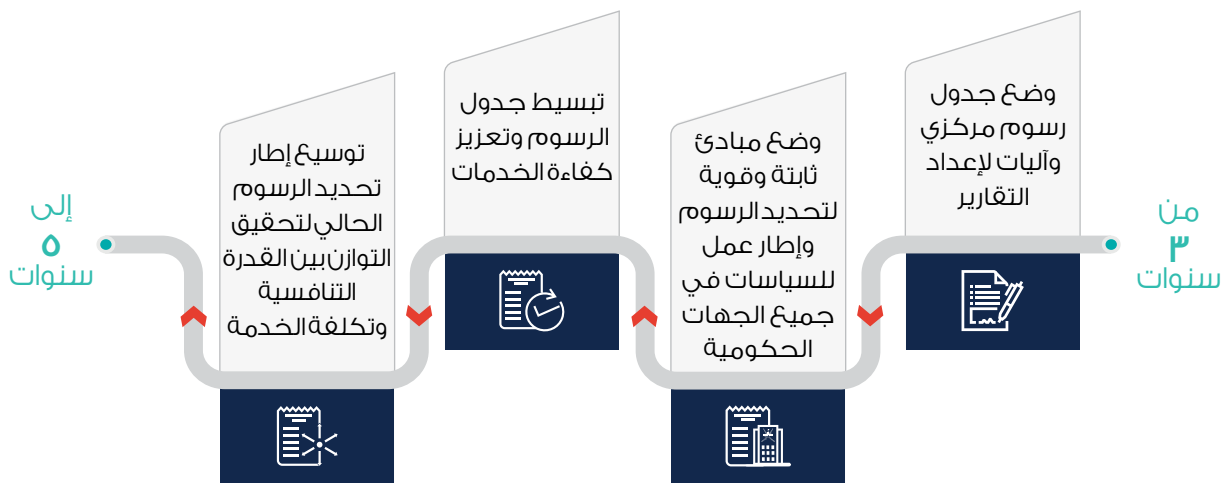 من
٣
سنوات
وضع جدول
رسوم مركزي
وآليات لإعداد
التقارير
وضع مبادئ
ثابتة وقوية
لتحديد الرسوم
وإطار عمل
للسياسات في
جميع الجهات
الحكومية
تبسيط جدول
الرسوم وتعزيز
كفاءة الخدمات
توسيع إطار
تحديد الرسوم
الحالي لتحقيق
التوازن بين القدرة
التنافسية
وتكلفة الخدمة
إلى
٥
سنوات